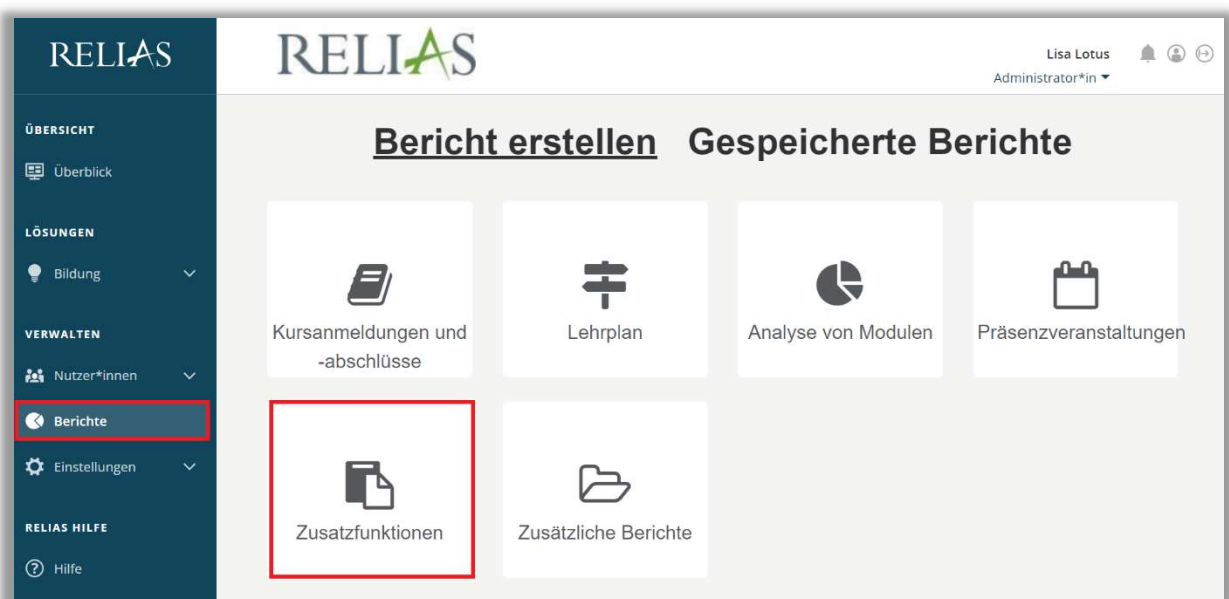 RELIAS
RELIAS
Lisa Lotus
Administrator*in
ÜBERSICHT
Überblick
LÖSUNGEN
Bildung
VERWALTEN
Nutzer*innen
Berichte
Einstellungen
RELIAS HILFE
Hilfe
Bericht erstellen Gespeicherte Berichte
Kursanmeldungen und
-abschlüsse
Lehrplan
Analyse von Modulen
Präsenzveranstaltungen
Zusatzfunktionen
Zusätzliche Berichte